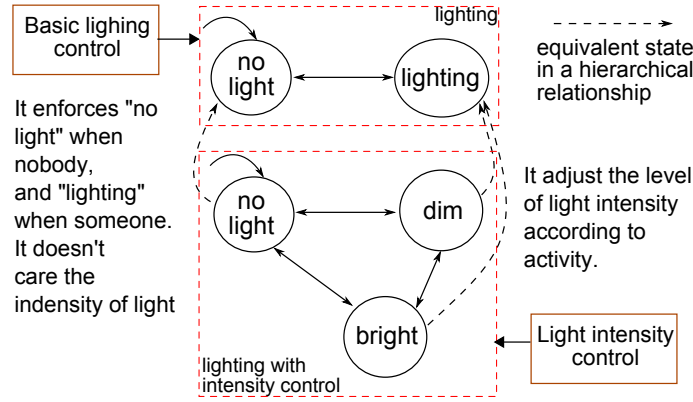 Basic lighing
control
lighting
no
light
lighting
equivalent state
in a hierarchical
relationship
It enforces "no
light" when
nobody,
and "lighting"
when someone.
It doesn't
care the
indensity of light
no
light
dim
bright
It adjust the level
of light intensity
according to
activity.
lighting with
intensity control
Light intensity
control